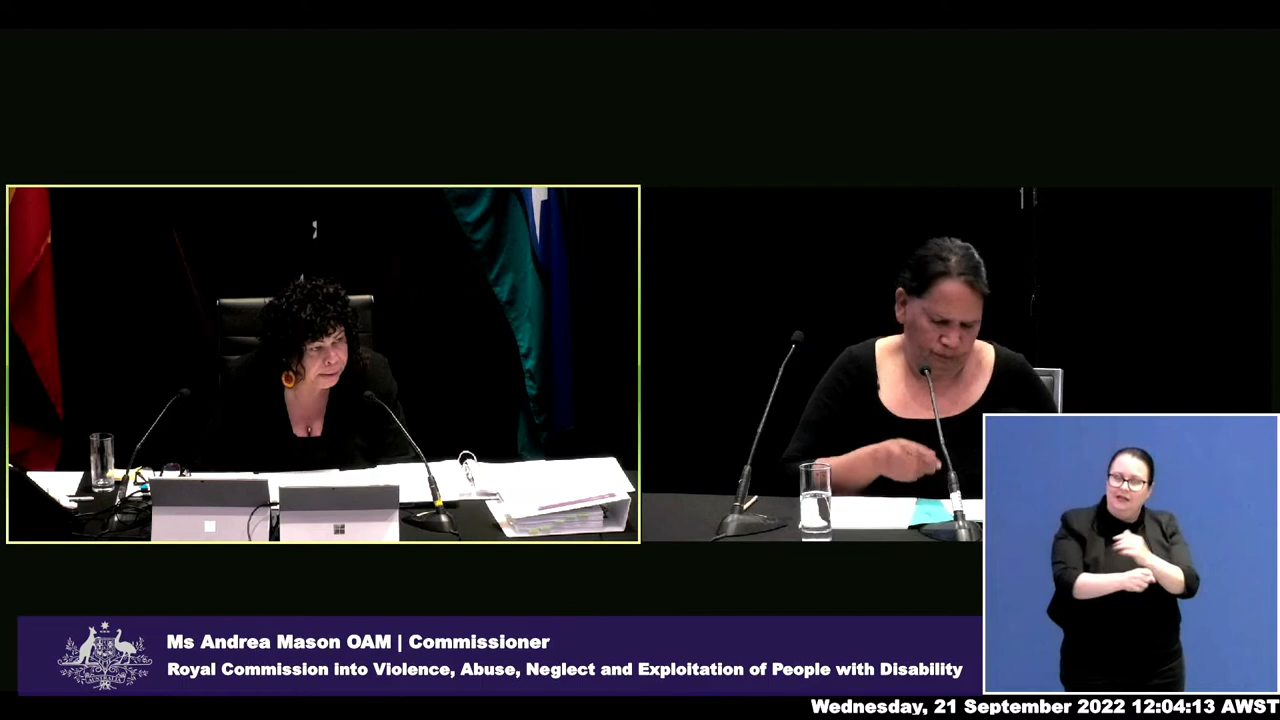 Ms Andrea Mason OAM | Commissioner
Royal Commission into Violence, Abuse, Neglect and Exploitation of People with Disability
Wednesday, 21 September 2022 12:04:13 AWST